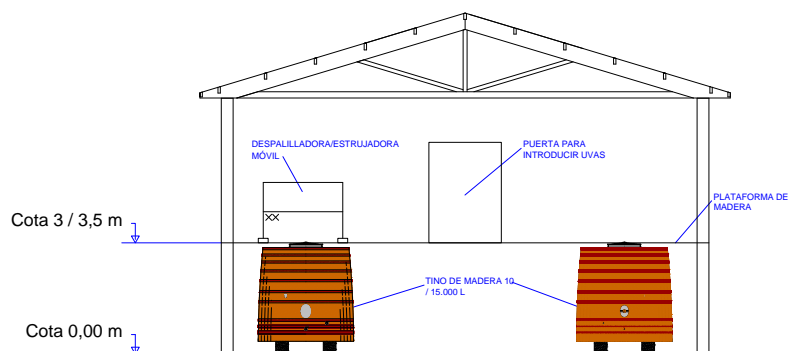 DESPALILLADORA/ESTRUJADORA
MÓVIL
PUERTA PARA
INTRODUCIR UVAS
PLATAFORMA DE
MADERA
Cota 3 / 3,5 m
TINO DE MADERA 10
/ 15.000 L
Cota 0,00 m